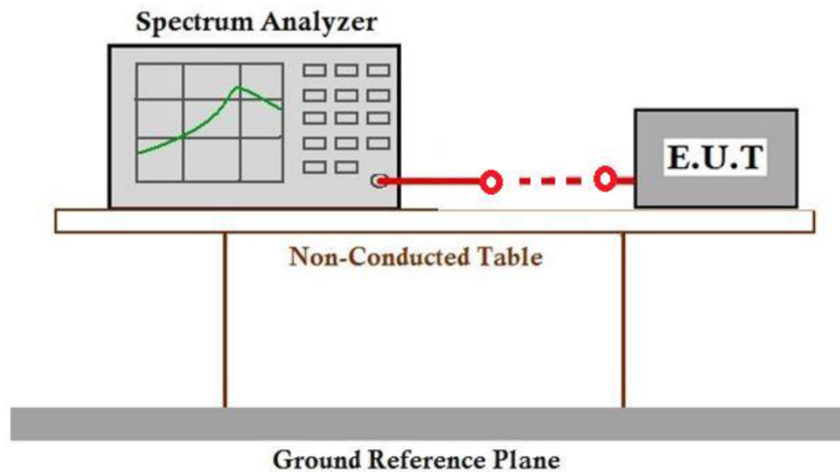 Spectrum Analyzer
E.U.T
Non-Conducted Table
Ground Reference Plane